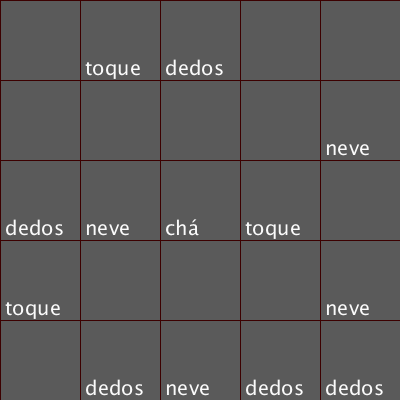 toque dedos
neve
dedos neve chá toque
toque neve
dedos neve dedos dedos